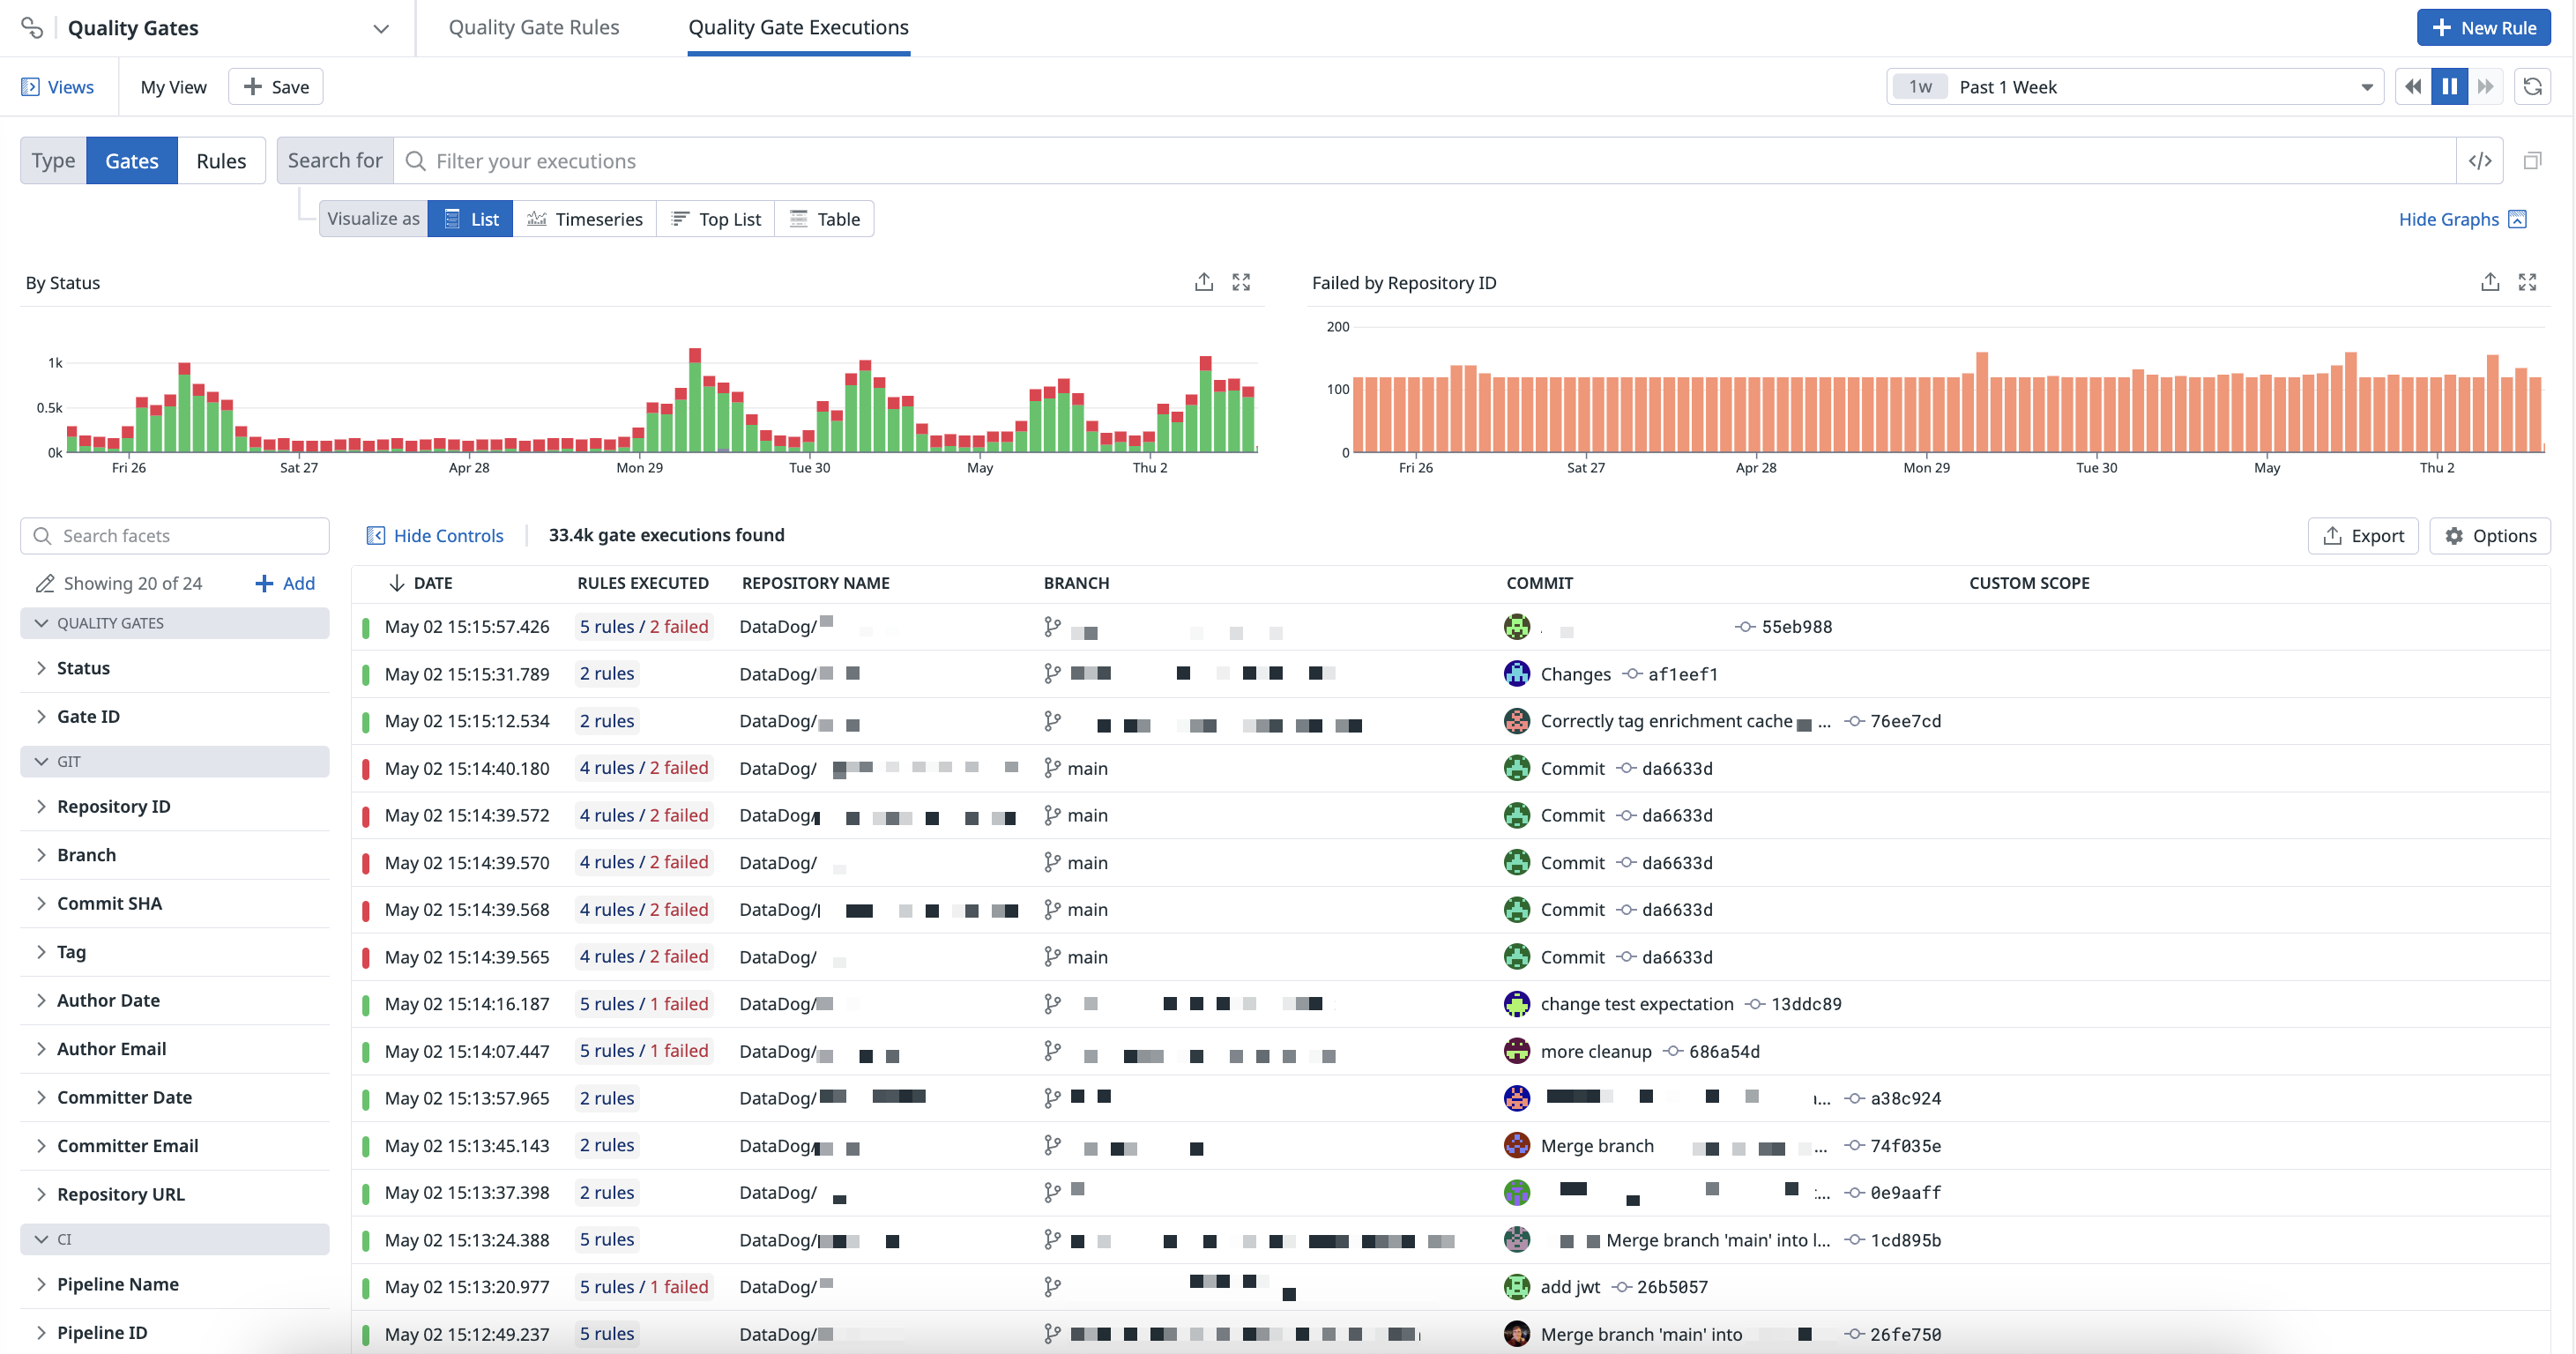 Quality Gates
Quality Gate Rules
Quality Gate Executions
New Rule
Views
My View
Save
1w Past 1 Week
Type Gates Rules
Search for Filter your executions
</>
Visualize as List Timeseries Top List Table
Hide Graphs
By Status
1k
0.5k
0k
Fri 26 Sat 27 Apr 28 Mon 29 Tue 30 May Thu 2
Failed by Repository ID
200
100
0
Fri 26 Sat 27 Apr 28 Mon 29 Tue 30 May Thu 2
Search facets
Showing 20 of 24 Add
QUALITY GATES
Status
Gate ID
GIT
Repository ID
Branch
Commit SHA
Tag
Author Date
Author Email
Committer Date
Committer Email
Repository URL
CI
Pipeline Name
Pipeline ID
Hide Controls
33.4k gate executions found
Export
Options
DATE RULES EXECUTED REPOSITORY NAME BRANCH COMMIT CUSTOM SCOPE
May 02 15:15:57.426 5 rules / 2 failed DataDog/ 55eb988
May 02 15:15:31.789 2 rules DataDog/ Changes af1eef1
May 02 15:15:12.534 2 rules DataDog/ Correctly tag enrichment cache ... 76ee7cd
May 02 15:14:40.180 4 rules / 2 failed DataDog/ main Commit da6633d
May 02 15:14:39.572 4 rules / 2 failed DataDog/ main Commit da6633d
May 02 15:14:39.570 4 rules / 2 failed DataDog/ main Commit da6633d
May 02 15:14:39.568 4 rules / 2 failed DataDog/ main Commit da6633d
May 02 15:14:39.565 4 rules / 2 failed DataDog/ main Commit da6633d
May 02 15:14:16.187 5 rules / 1 failed DataDog/ change test expectation 13ddc89
May 02 15:14:07.447 5 rules / 1 failed DataDog/ more cleanup 686a54d
May 02 15:13:57.965 2 rules DataDog/ ... a38c924
May 02 15:13:45.143 2 rules DataDog/ Merge branch ... 74f035e
May 02 15:13:37.398 2 rules DataDog/ ... 0e9aaff
May 02 15:13:24.388 5 rules DataDog/ Merge branch 'main' into l... 1cd895b
May 02 15:13:20.977 5 rules / 1 failed DataDog/ add jwt 26b5057
May 02 15:12:49.237 5 rules DataDog/ Merge branch 'main' into 26fe750